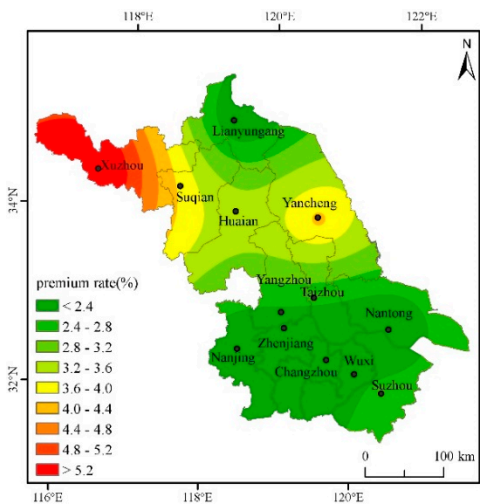 118°E 120°E 122°E
N
Lianyungang
Xuzhou
Suqian
34°N
Huaian
Yancheng
Yangzhou
Taizhou
Nantong
Zhenjiang
Nanjing
Changzhou
Wuxi
Suzhou
32°N
premium rate(%)
< 2.4
2.4 - 2.8
2.8 - 3.2
3.2 - 3.6
3.6 - 4.0
4.0 - 4.4
4.4 - 4.8
4.8 - 5.2
> 5.2
0 100 km
116°E 118°E 120°E